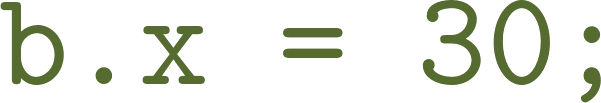 b.x = 30;